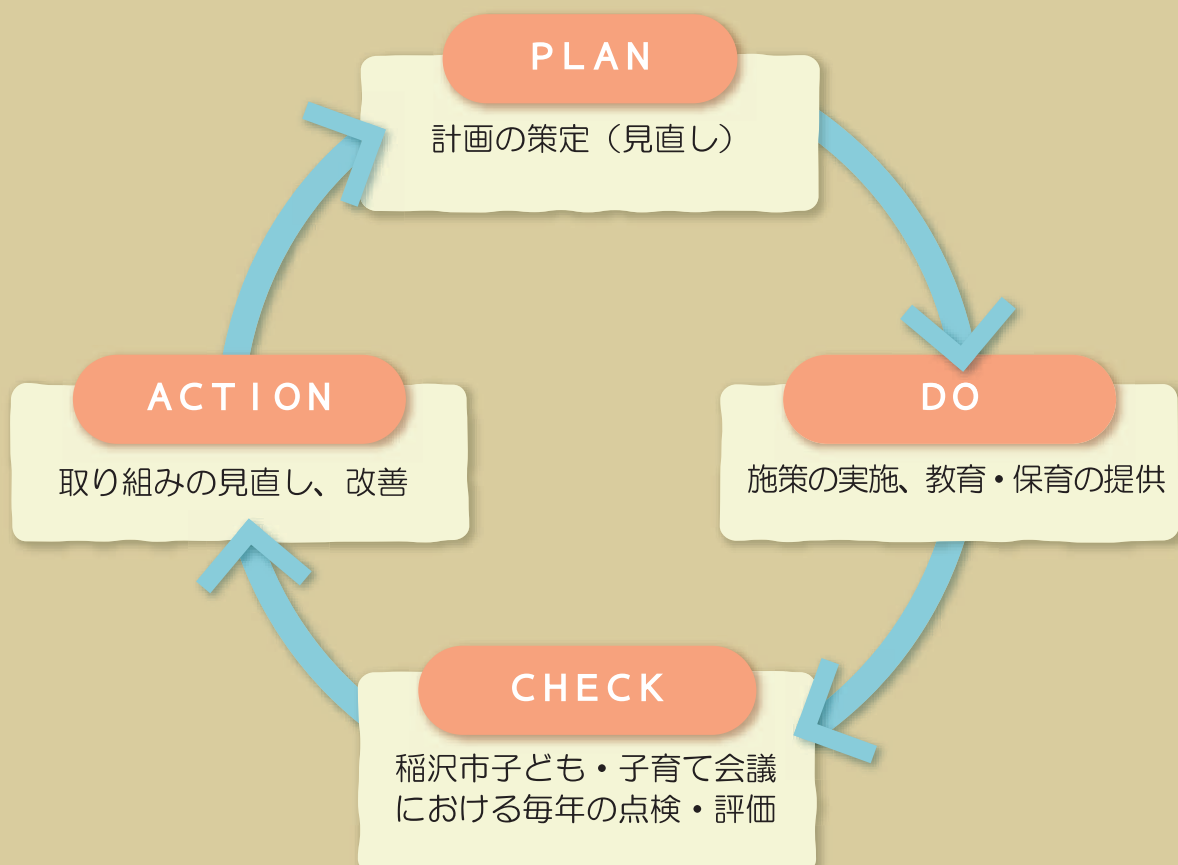 PLAN
計画の策定（見直し）
DO
施策の実施、教育・保育の提供
CHECK
稲沢市子ども・子育て会議
における毎年の点検・評価
ACTION
取り組みの見直し、改善